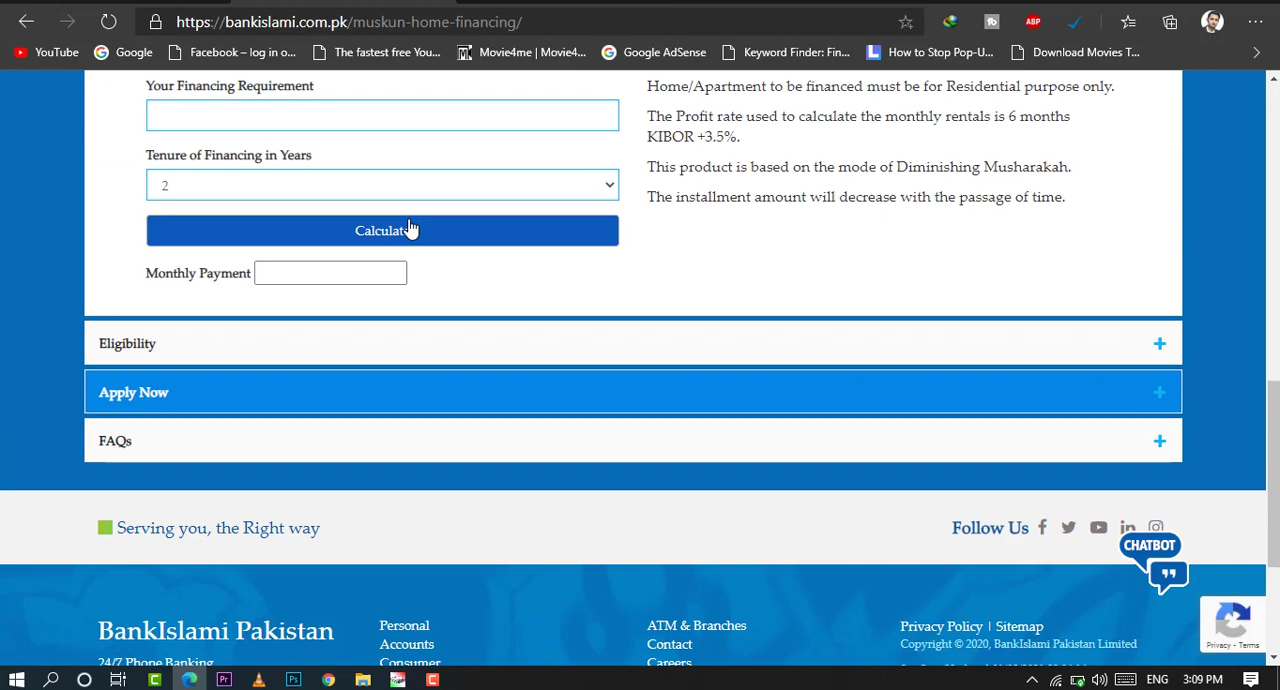 https://bankislami.com.pk/muskun-home-financing/
YouTube Google Facebook – log in o... The fastest free You... Movie4me | Movie4... Google AdSense Keyword Finder: Fin... How to Stop Pop-U... Download Movies T...
Your Financing Requirement
Tenure of Financing in Years
2
Calculat
Monthly Payment
Home/Apartment to be financed must be for Residential purpose only.
The Profit rate used to calculate the monthly rentals is 6 months
KIBOR +3.5%.
This product is based on the mode of Diminishing Musharakah.
The installment amount will decrease with the passage of time.
Eligibility
Apply Now
FAQs
Serving you, the Right way
Follow Us
CHATBOT
BankIslami Pakistan
24/7 Phone Banking
Personal
Accounts
Consumer
ATM & Branches
Contact
Careers
Privacy Policy | Sitemap
Copyright © 2020, BankIslami Pakistan Limited
Privacy - Terms
ENG 3:09 PM